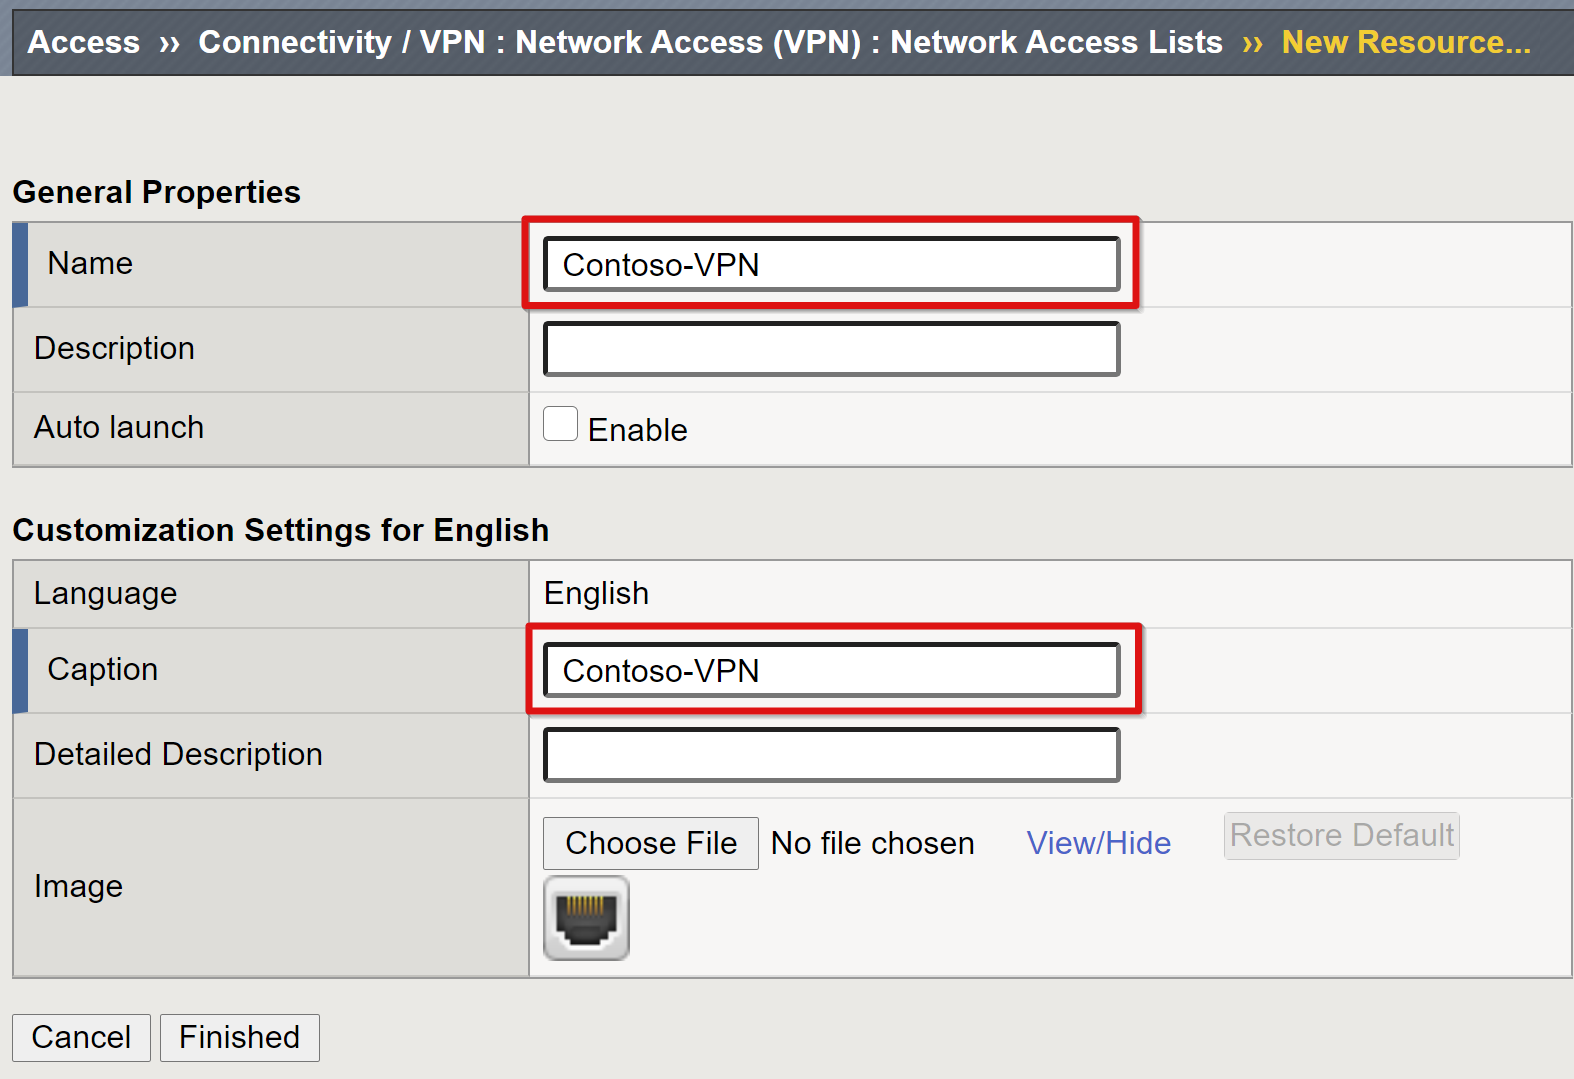 Access ›› Connectivity / VPN : Network Access (VPN) : Network Access Lists ›› New Resource...
General Properties
Name Contoso-VPN
Description
Auto launch Enable
Customization Settings for English
Language English
Caption Contoso-VPN
Detailed Description
Image Choose File No file chosen View/Hide Restore Default
Cancel Finished